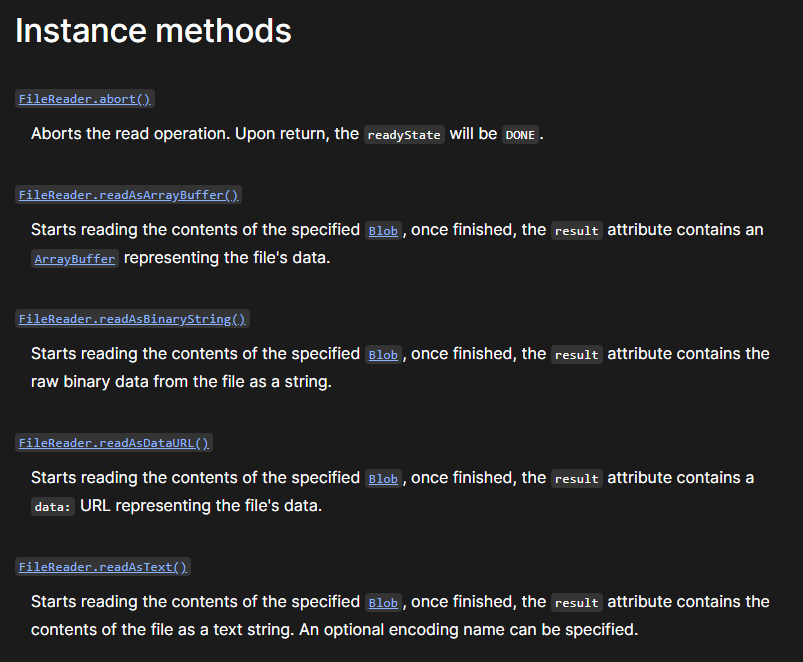 Instance methods
FileReader.abort()
Aborts the read operation. Upon return, the readyState will be DONE.
FileReader.readAsArrayBuffer()
Starts reading the contents of the specified Blob, once finished, the result attribute contains an
ArrayBuffer representing the file's data.
FileReader.readAsBinaryString()
Starts reading the contents of the specified Blob, once finished, the result attribute contains the
raw binary data from the file as a string.
FileReader.readAsDataURL()
Starts reading the contents of the specified Blob, once finished, the result attribute contains a
data: URL representing the file's data.
FileReader.readAsText()
Starts reading the contents of the specified Blob, once finished, the result attribute contains the
contents of the file as a text string. An optional encoding name can be specified.